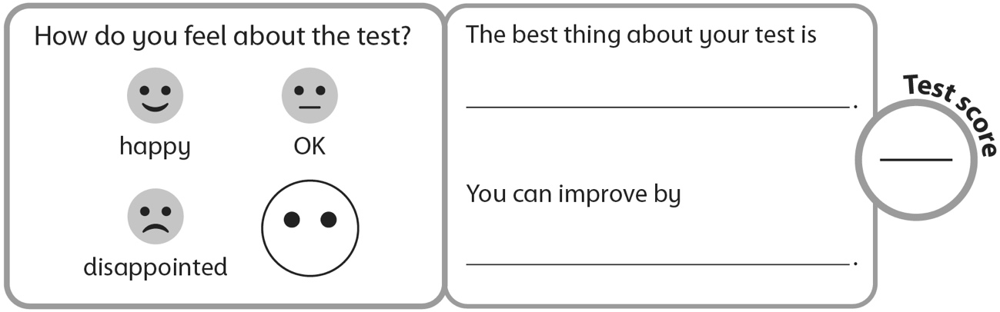 How do you feel about the test?
happy
OK
disappointed
The best thing about your test is
.
You can improve by
.
Test score